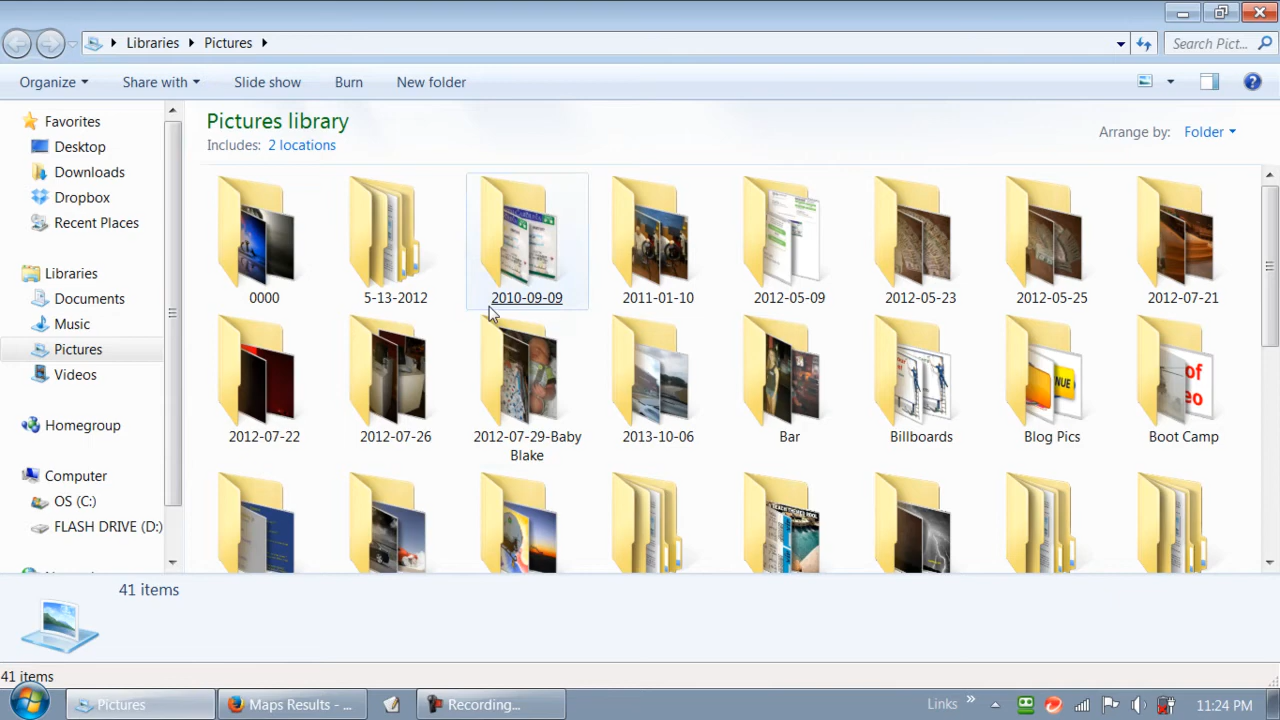 Libraries Pictures Search Pict...
Organize Share with Slide show Burn New folder
Favorites
Desktop
Downloads
Dropbox
Recent Places
Libraries
Documents
Music
Pictures
Videos
Homegroup
Computer
OS (C:)
FLASH DRIVE (D:)
Pictures library
Includes: 2 locations
Arrange by: Folder
0000 5-13-2012 2010-09-09 2011-01-10 2012-05-09 2012-05-23 2012-05-25 2012-07-21
2012-07-22 2012-07-26 2012-07-29-Baby Blake 2013-10-06 Bar Billboards Blog Pics Boot Camp
41 items
41 items
Pictures Maps Results - ... Recording... Links 11:24 PM